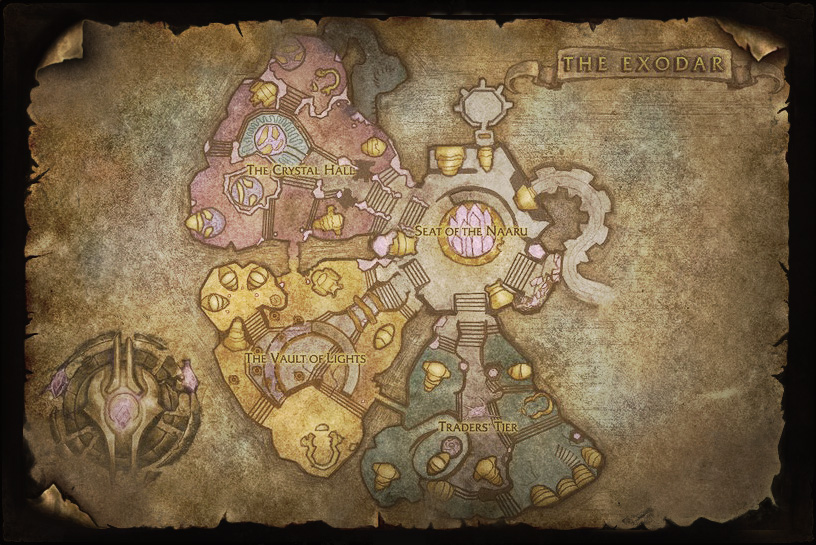 THE EXODAR
THE CRYSTAL HALL
SEAT OF THE NAARU
THE VAULT OF LIGHTS
TRADERS' TIER